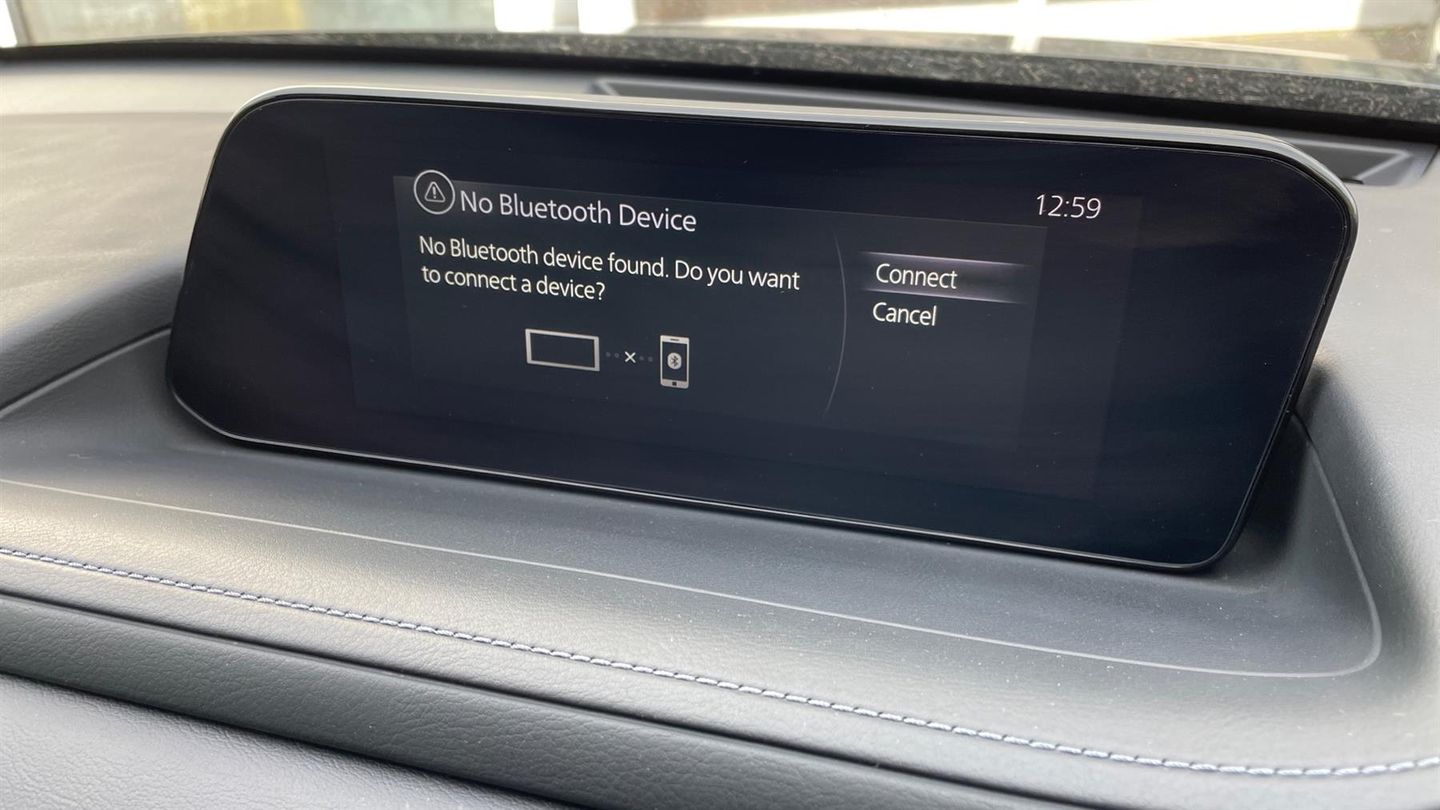 No Bluetooth Device
12:59
No Bluetooth device found. Do you want
to connect a device?
Connect
Cancel